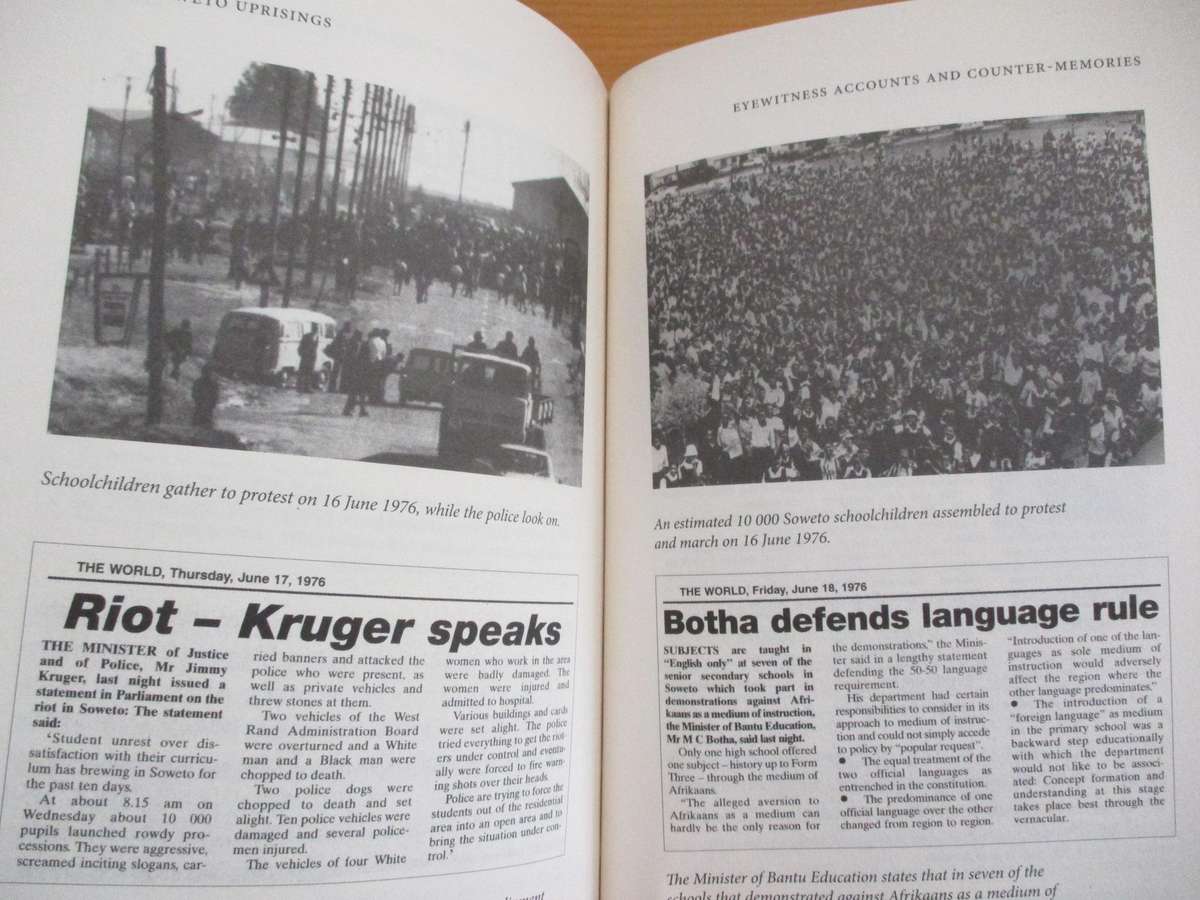 SOWETO UPRISINGS
Schoolchildren gather to protest on 16 June 1976, while the police look on.
THE WORLD, Thursday, June 17, 1976
Riot – Kruger speaks
THE MINISTER of Justice
and of Police, Mr Jimmy
Kruger, last night issued a
statement in Parliament on the
riot in Soweto: The statement
said:
‘Student unrest over dis-
satisfaction with their curricu-
lum has brewing in Soweto for
the past ten days.
At about 8.15 am on
Wednesday about 10 000
pupils launched rowdy pro-
cessions. They were aggressive,
screamed inciting slogans, car-
ried banners and attacked the
police who were present, as
well as private vehicles and
threw stones at them.
Two vehicles of the West
Rand Administration Board
were overturned and a White
man and a Black man were
chopped to death.
Two police dogs were
chopped to death and set
alight. Ten police vehicles were
damaged and several police-
men injured.
The vehicles of four White
women who work in the area
were badly damaged. The
women were injured and
admitted to hospital.
Various buildings and cards
were set alight. The police
tried everything to get the riot-
ers under control and eventu-
ally were forced to fire warn-
ing shots over their heads.
Police are trying to force the
students out of the residential
area into an open area and to
bring the situation under con-
trol.’
EYEWITNESS ACCOUNTS AND COUNTER-MEMORIES
An estimated 10 000 Soweto schoolchildren assembled to protest
and march on 16 June 1976.
THE WORLD, Friday, June 18, 1976
Botha defends language rule
SUBJECTS are taught in
“English only” at seven of the
senior secondary schools in
Soweto which took part in
demonstrations against Afri-
kaans as a medium of instruction,
the Minister of Bantu Education,
Mr M C Botha, said last night.
Only one high school offered
one subject – history up to Form
Three – through the medium of
Afrikaans.
“The alleged aversion to
Afrikaans as a medium can
hardly be the only reason for
the demonstrations,” the Minis-
ter said in a lengthy statement
defending the 50-50 language
requirement.
His department had certain
responsibilities to consider in its
approach to medium of instruc-
tion and could not simply accede
to policy by “popular request”.
● The equal treatment of the
two official languages as
entrenched in the constitution.
● The predominance of one
official language over the other
changed from region to region.
“Introduction of one of the lan-
guages as sole medium of
instruction would adversely
affect the region where the
other language predominates.”
● The introduction of a
“foreign language” as medium
in the primary school was a
backward step educationally
with which the department
would not like to be associ-
ated: Concept formation and
understanding at this stage
takes place best through the
vernacular.
The Minister of Bantu Education states that in seven of the
schools that demonstrated against Afrikaans as a medium of